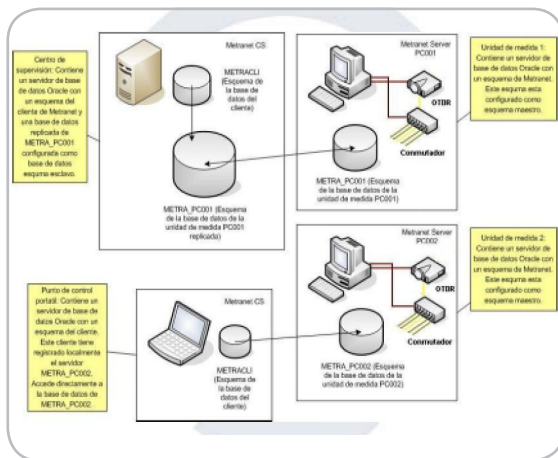 Centro de
supervisión: Contiene
un servidor de base
de datos Oracle con
un esquema del
cliente de Metranet y
una base de datos
replicada de
METRA_PC001
configurada como
base de datos
esquma esclavo.
Metranet CS
METRACLI
(Esquema de
la base de
datos del
cliente)
METRA_PC001 (Esquema
de la base de datos de la
unidad de medida PC001
replicada)
Metranet Server
PC001
OTDR
Conmutador
METRA_PC001 (Esquema
de la base de datos de la
unidad de medida PC001)
Unidad de medida 1:
Contiene un servidor de
base de datos Oracle con
un esquema de Metranet.
Este esquma esta
configurado como
esquema maestro.
Metranet Server
PC002
OTDR
Conmutador
METRA_PC002 (Esquema
de la base de datos de la
unidad de medida PC002)
Unidad de medida 2:
Contiene un servidor de
base de datos Oracle con
un esquema de Metranet.
Este esquma esta
configurado como
esquema maestro.
Punto de control
portatil: Contiene un
servidor de base de
datos Oracle con un
esquema del cliente.
Este cliente tiene
registrado localmente
el servidor
METRA_PC002.
Accede directamente a
la base de datos de
METRA_PC002
Metranet CS
METRACLI
(Esquema de
la base de
datos del
cliente)